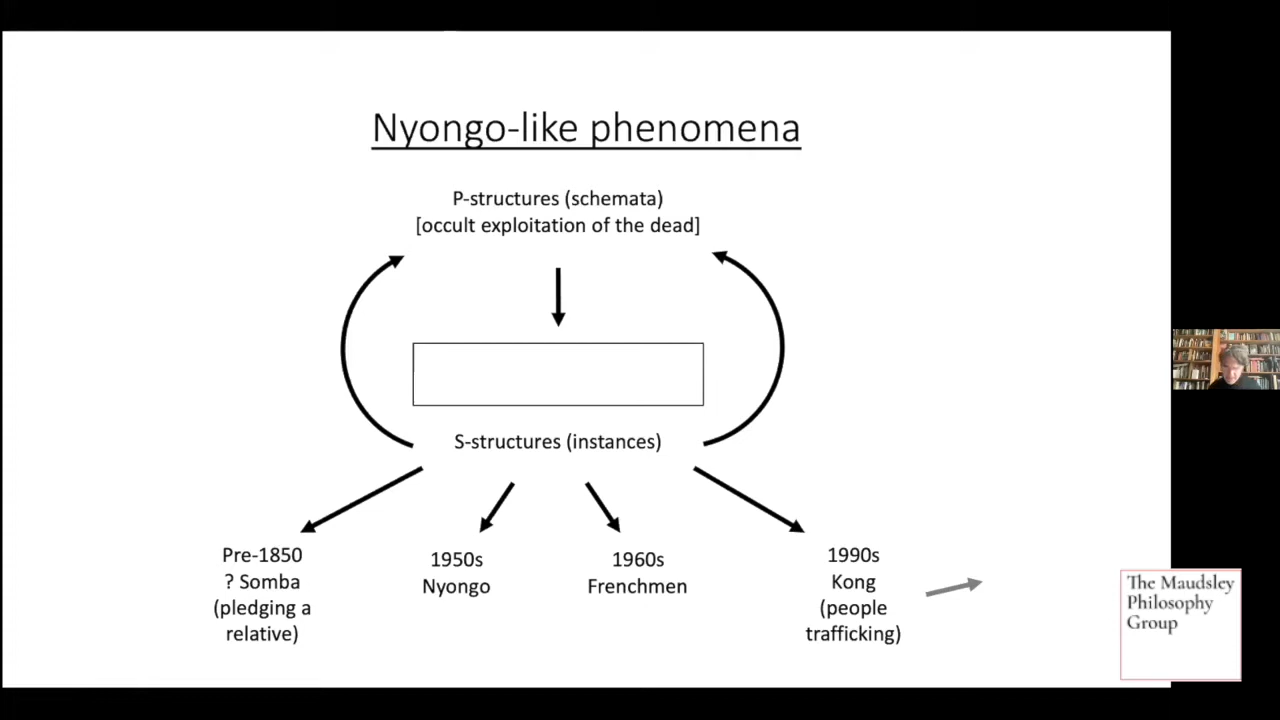 Nyongo-like phenomena
P-structures (schemata)
[occult exploitation of the dead]
S-structures (instances)
Pre-1850
? Somba
(pledging a
relative)
1950s
Nyongo
1960s
Frenchmen
1990s
Kong
(people
trafficking)
The Maudsley
Philosophy
Group